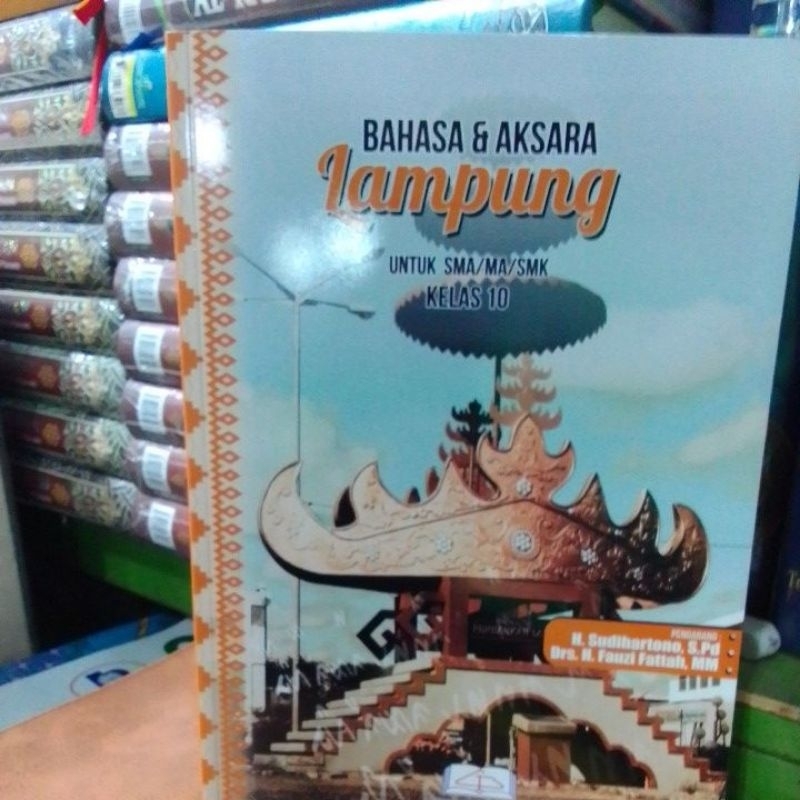 BAHASA & AKSARA
Lampung
UNTUK SMA/MA/SMK
KELAS 10
PENGARANG
H. Sudihartono, S.Pd
Drs. H. Fauzi Fattah, MM